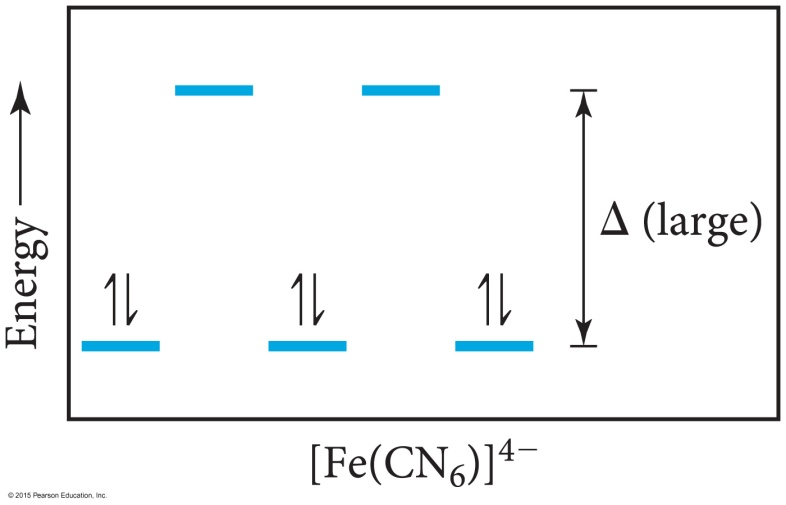 Energy
Δ (large)
[Fe(CN₆)]⁴⁻
© 2015 Pearson Education, Inc.